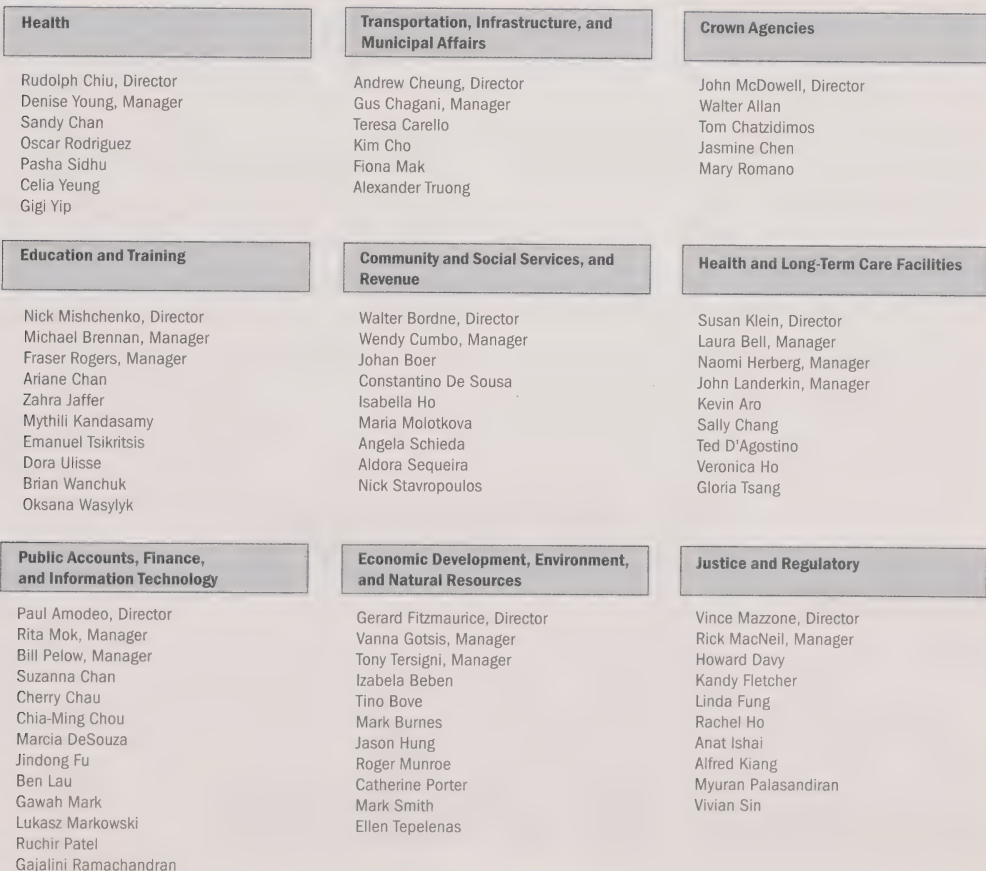 Health
Rudolph Chiu, Director
Denise Young, Manager
Sandy Chan
Oscar Rodriguez
Pasha Sidhu
Celia Yeung
Gigi Yip
Transportation, Infrastructure, and
Municipal Affairs
Andrew Cheung, Director
Gus Chagani, Manager
Teresa Carello
Kim Cho
Fiona Mak
Alexander Truong
Crown Agencies
John McDowell, Director
Walter Allan
Tom Chatzidimos
Jasmine Chen
Mary Romano
Education and Training
Nick Mishchenko, Director
Michael Brennan, Manager
Fraser Rogers, Manager
Ariane Chan
Zahra Jaffer
Mythili Kandasamy
Emanuel Tsikritsis
Dora Ulisse
Brian Wanchuk
Oksana Wasylyk
Community and Social Services, and
Revenue
Walter Bordne, Director
Wendy Cumbo, Manager
Johan Boer
Constantino De Sousa
Isabella Ho
Maria Molotkova
Angela Schieda
Aldora Sequeira
Nick Stavropoulos
Health and Long-Term Care Facilities
Susan Klein, Director
Laura Bell, Manager
Naomi Herberg, Manager
John Landerkin, Manager
Kevin Aro
Sally Chang
Ted D'Agostino
Veronica Ho
Gloria Tsang
Public Accounts, Finance,
and Information Technology
Paul Amodeo, Director
Rita Mok, Manager
Bill Pelow, Manager
Suzanna Chan
Cherry Chau
Chia-Ming Chou
Marcia DeSouza
Jindong Fu
Ben Lau
Gawah Mark
Lukasz Markowski
Ruchir Patel
Gajalini Ramachandran
Economic Development, Environment,
and Natural Resources
Gerard Fitzmaurice, Director
Vanna Gotsis, Manager
Tony Tersigni, Manager
Izabela Beben
Tino Bove
Mark Burnes
Jason Hung
Roger Munroe
Catherine Porter
Mark Smith
Ellen Tepelenas
Justice and Regulatory
Vince Mazzone, Director
Rick MacNeil, Manager
Howard Davy
Kandy Fletcher
Linda Fung
Rachel Ho
Anat Ishai
Alfred Kiang
Myuran Palasandiran
Vivian Sin